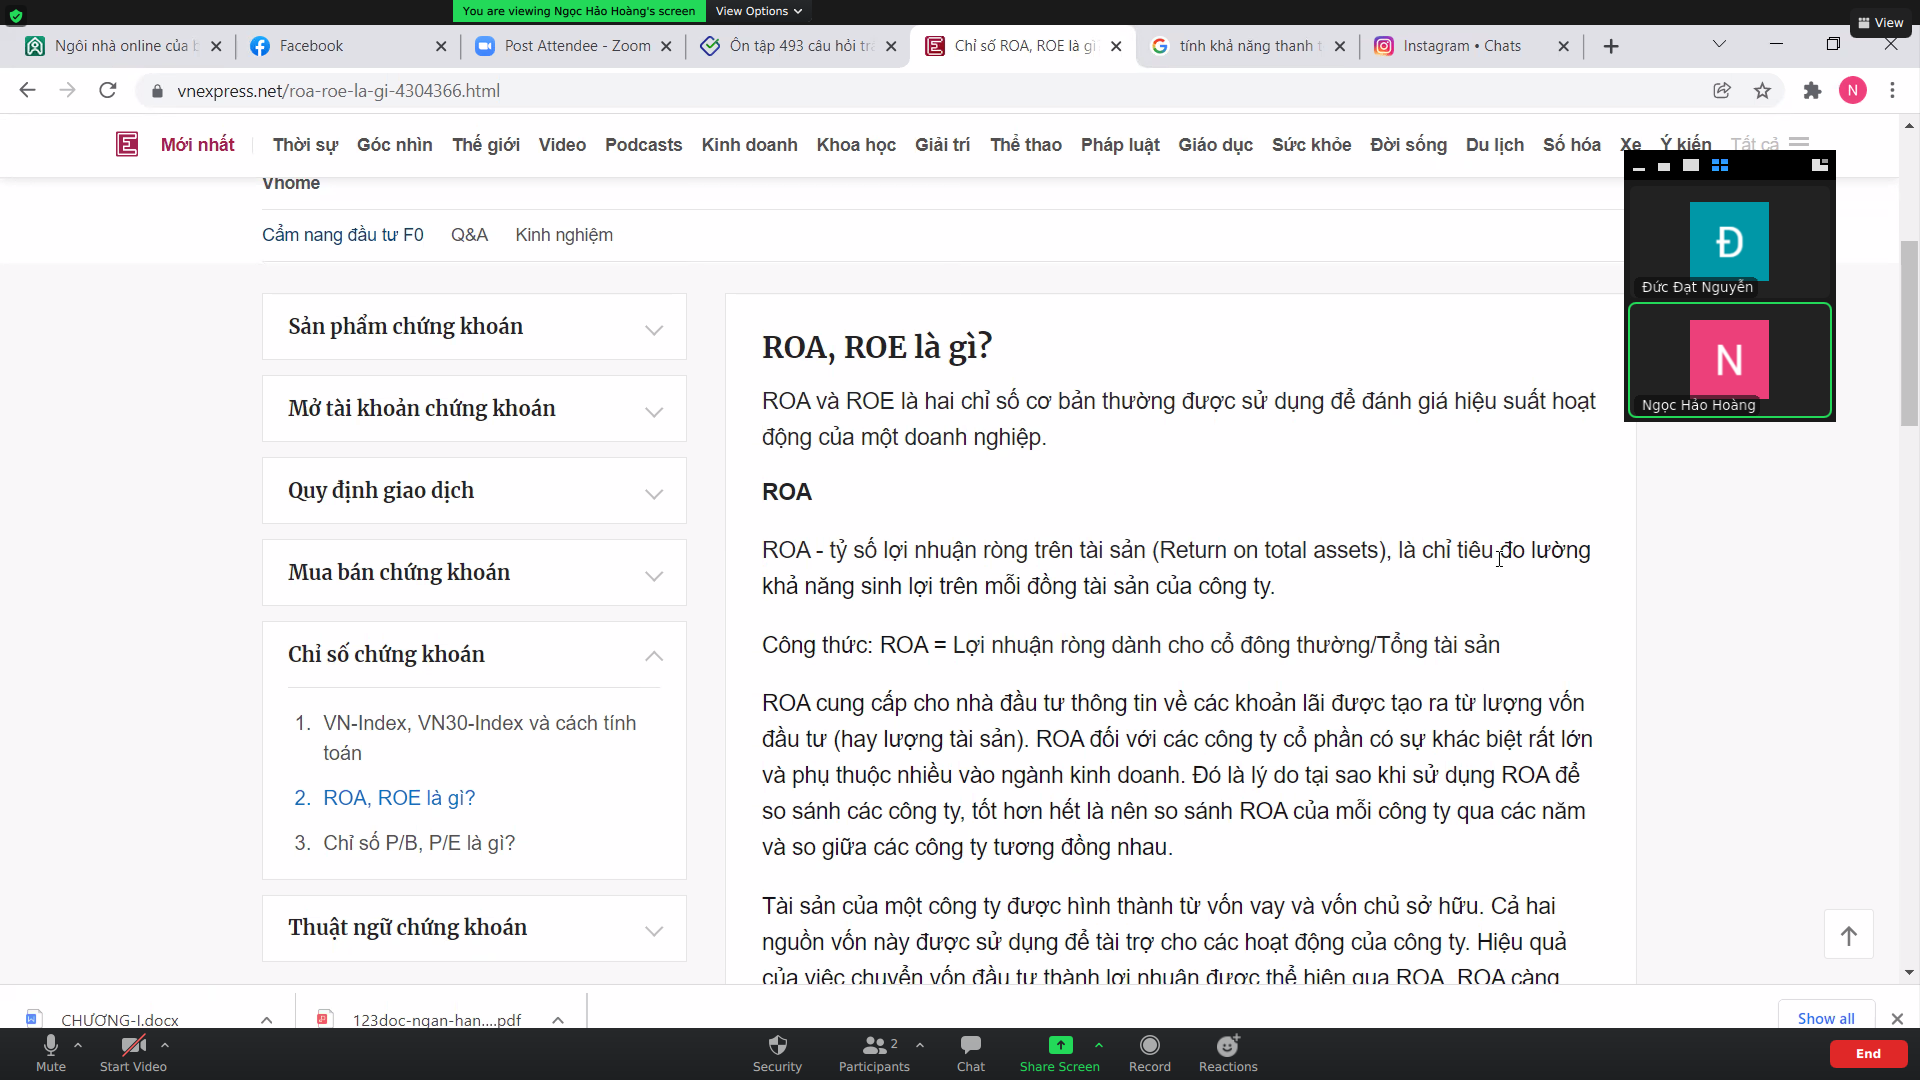 You are viewing Ngọc Hảo Hoàng's screen
View Options
View
Ngôi nhà online của b
Facebook
Post Attendee - Zoom
Ôn tập 493 câu hỏi trắ
Chỉ số ROA, ROE là gì
tính khả năng thanh t
Instagram • Chats
vnexpress.net/roa-roe-la-gi-4304366.html
N
Mới nhất
Thời sự
Góc nhìn
Thế giới
Video
Podcasts
Kinh doanh
Khoa học
Giải trí
Thể thao
Pháp luật
Giáo dục
Sức khỏe
Đời sống
Du lịch
Số hóa
Xe
Ý kiến
Tất cả
Vhome
Cẩm nang đầu tư F0
Q&A
Kinh nghiệm
Sản phẩm chứng khoán
Mở tài khoản chứng khoán
Quy định giao dịch
Mua bán chứng khoán
Chỉ số chứng khoán
1. VN-Index, VN30-Index và cách tính
toán
2. ROA, ROE là gì?
3. Chỉ số P/B, P/E là gì?
Thuật ngữ chứng khoán
ROA, ROE là gì?
ROA và ROE là hai chỉ số cơ bản thường được sử dụng để đánh giá hiệu suất hoạt
động của một doanh nghiệp.
ROA
ROA - tỷ số lợi nhuận ròng trên tài sản (Return on total assets), là chỉ tiêu đo lường
khả năng sinh lợi trên mỗi đồng tài sản của công ty.
Công thức: ROA = Lợi nhuận ròng dành cho cổ đông thường/Tổng tài sản
ROA cung cấp cho nhà đầu tư thông tin về các khoản lãi được tạo ra từ lượng vốn
đầu tư (hay lượng tài sản). ROA đối với các công ty cổ phần có sự khác biệt rất lớn
và phụ thuộc nhiều vào ngành kinh doanh. Đó là lý do tại sao khi sử dụng ROA để
so sánh các công ty, tốt hơn hết là nên so sánh ROA của mỗi công ty qua các năm
và so giữa các công ty tương đồng nhau.
Tài sản của một công ty được hình thành từ vốn vay và vốn chủ sở hữu. Cả hai
nguồn vốn này được sử dụng để tài trợ cho các hoạt động của công ty. Hiệu quả
của việc chuyển vốn đầu tư thành lợi nhuận được thể hiện qua ROA. ROA càng
Đ
Đức Đạt Nguyễn
N
Ngọc Hảo Hoàng
CHƯƠNG-I.docx
123doc-ngan-han....pdf
Show all
Mute
Start Video
Security
Participants
2
Chat
Share Screen
Record
Reactions
End